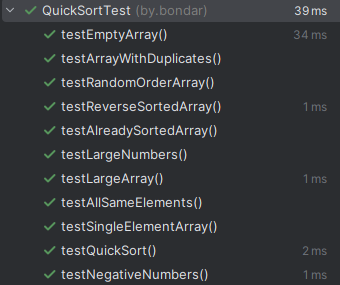 QuickSortTest (by.bondar) 39 ms
testEmptyArray() 34 ms
testArrayWithDuplicates()
testRandomOrderArray()
testReverseSortedArray() 1 ms
testAlreadySortedArray()
testLargeNumbers()
testLargeArray() 1 ms
testAllSameElements()
testSingleElementArray()
testQuickSort() 2 ms
testNegativeNumbers() 1 ms